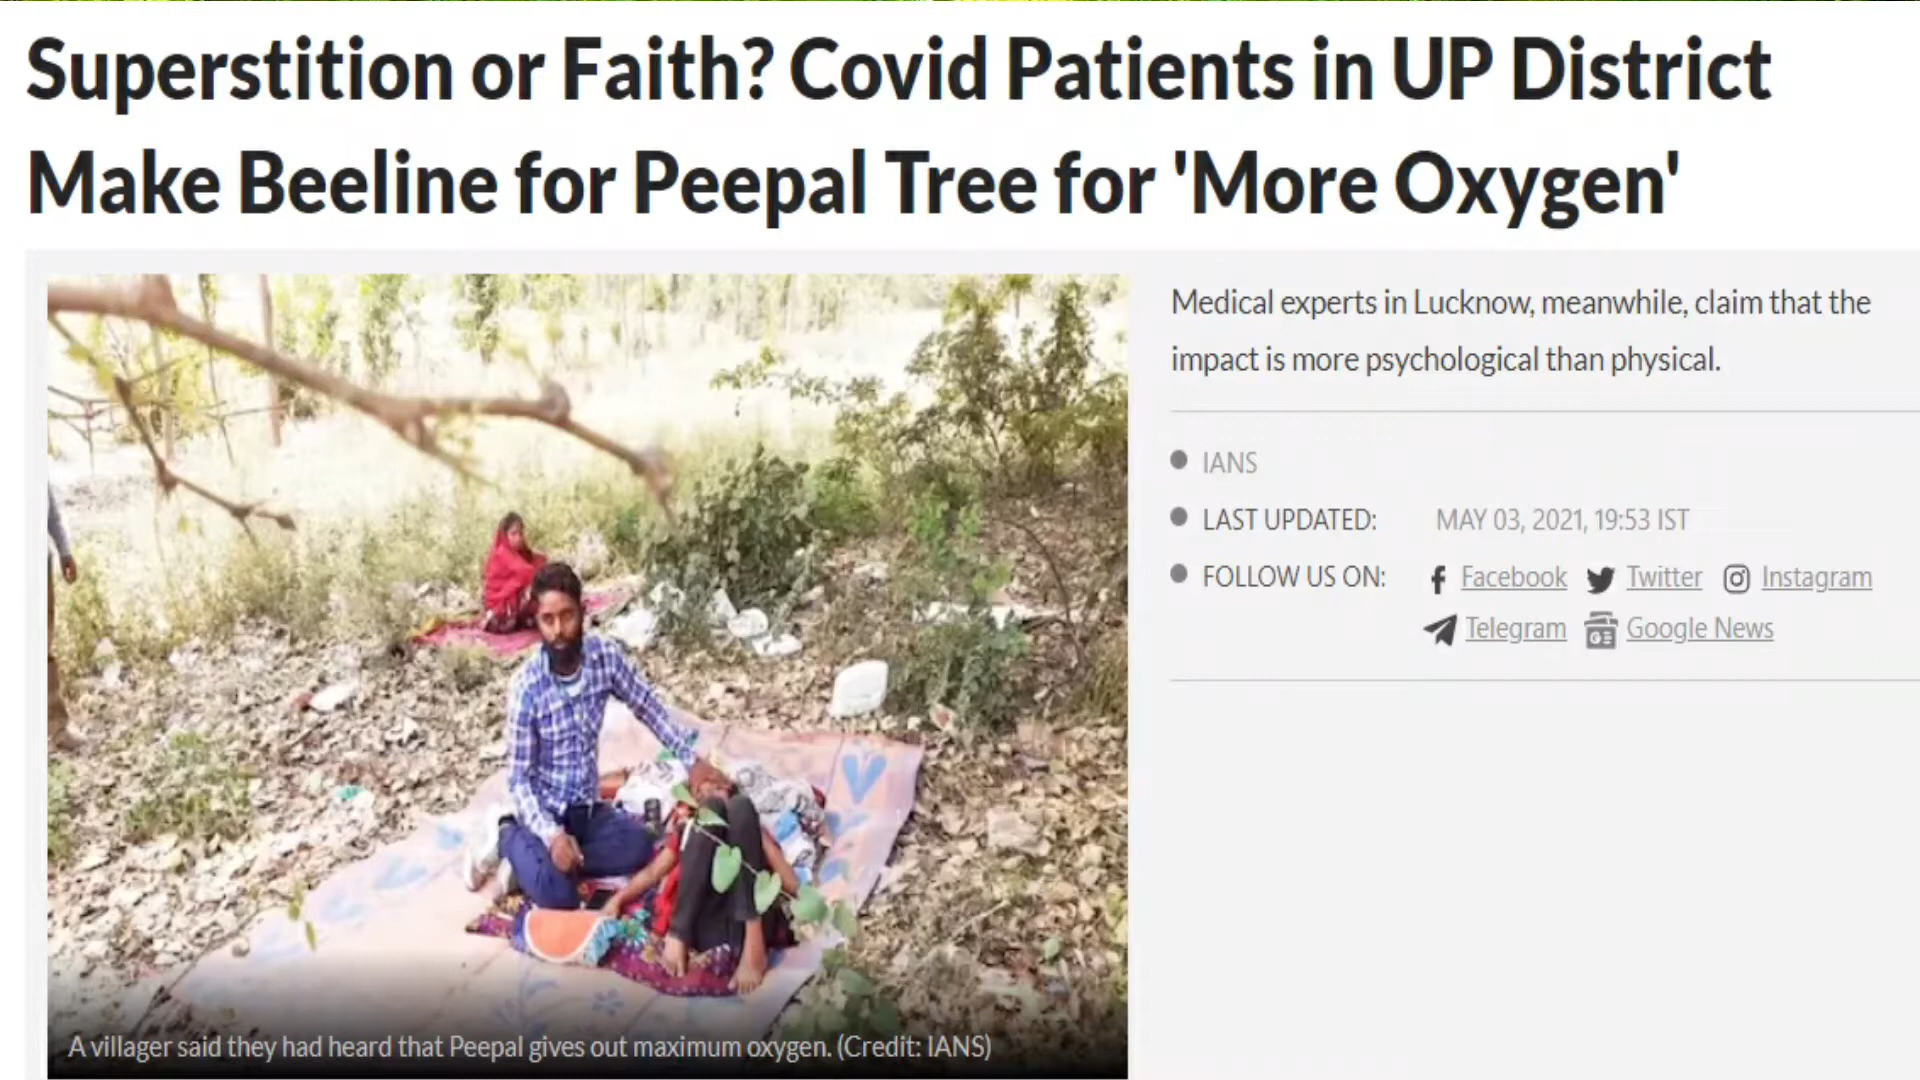 Superstition or Faith? Covid Patients in UP District
Make Beeline for Peepal Tree for 'More Oxygen'
Medical experts in Lucknow, meanwhile, claim that the
impact is more psychological than physical.
IANS
LAST UPDATED: MAY 03, 2021, 19:53 IST
FOLLOW US ON: Facebook Twitter Instagram
Telegram Google News
A villager said they had heard that Peepal gives out maximum oxygen. (Credit: IANS)